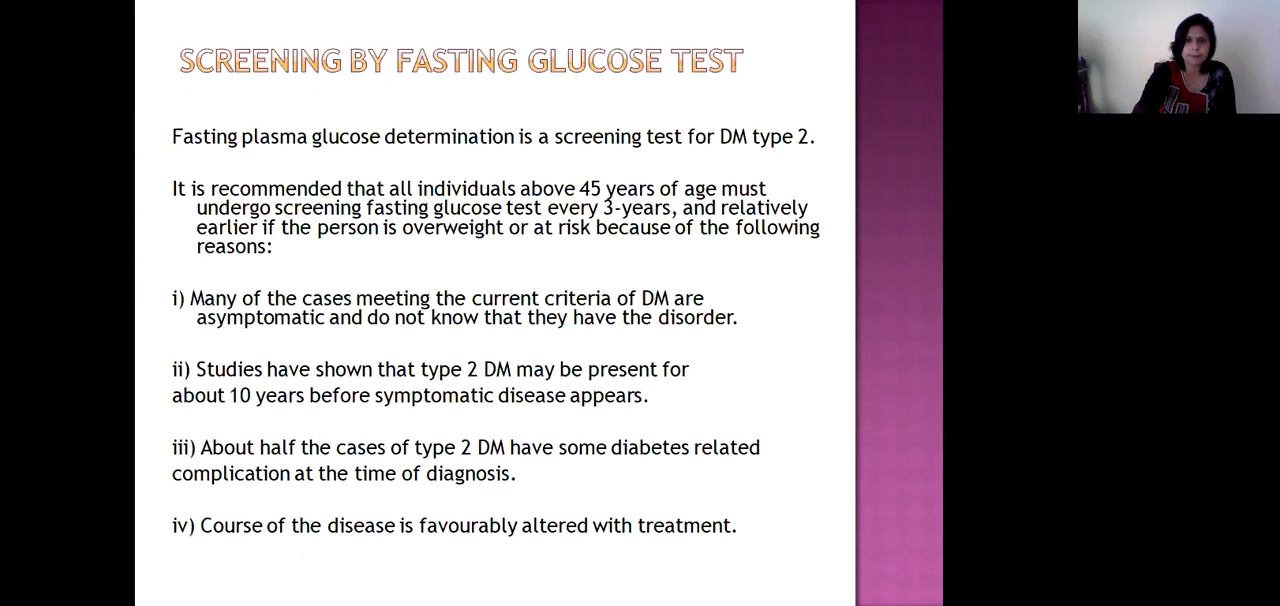 SCREENING BY FASTING GLUCOSE TEST
Fasting plasma glucose determination is a screening test for DM type 2.
It is recommended that all individuals above 45 years of age must
undergo screening fasting glucose test every 3-years, and relatively
earlier if the person is overweight or at risk because of the following
reasons:
i) Many of the cases meeting the current criteria of DM are
asymptomatic and do not know that they have the disorder.
ii) Studies have shown that type 2 DM may be present for
about 10 years before symptomatic disease appears.
iii) About half the cases of type 2 DM have some diabetes related
complication at the time of diagnosis.
iv) Course of the disease is favourably altered with treatment.